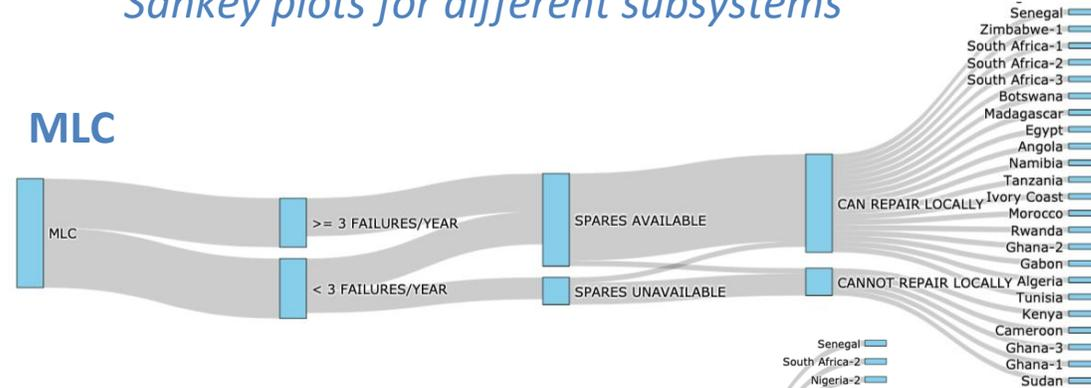 Sankey plots for different subsystems
MLC
MLC
>= 3 FAILURES/YEAR
< 3 FAILURES/YEAR
SPARES AVAILABLE
SPARES UNAVAILABLE
CAN REPAIR LOCALLY
CANNOT REPAIR LOCALLY
Senegal
Zimbabwe-1
South Africa-1
South Africa-2
South Africa-3
Botswana
Madagascar
Egypt
Angola
Namibia
Tanzania
Ivory Coast
Morocco
Rwanda
Ghana-2
Gabon
Algeria
Tunisia
Kenya
Cameroon
Ghana-3
Ghana-1
Sudan
Senegal
South Africa-2
Nigeria-2